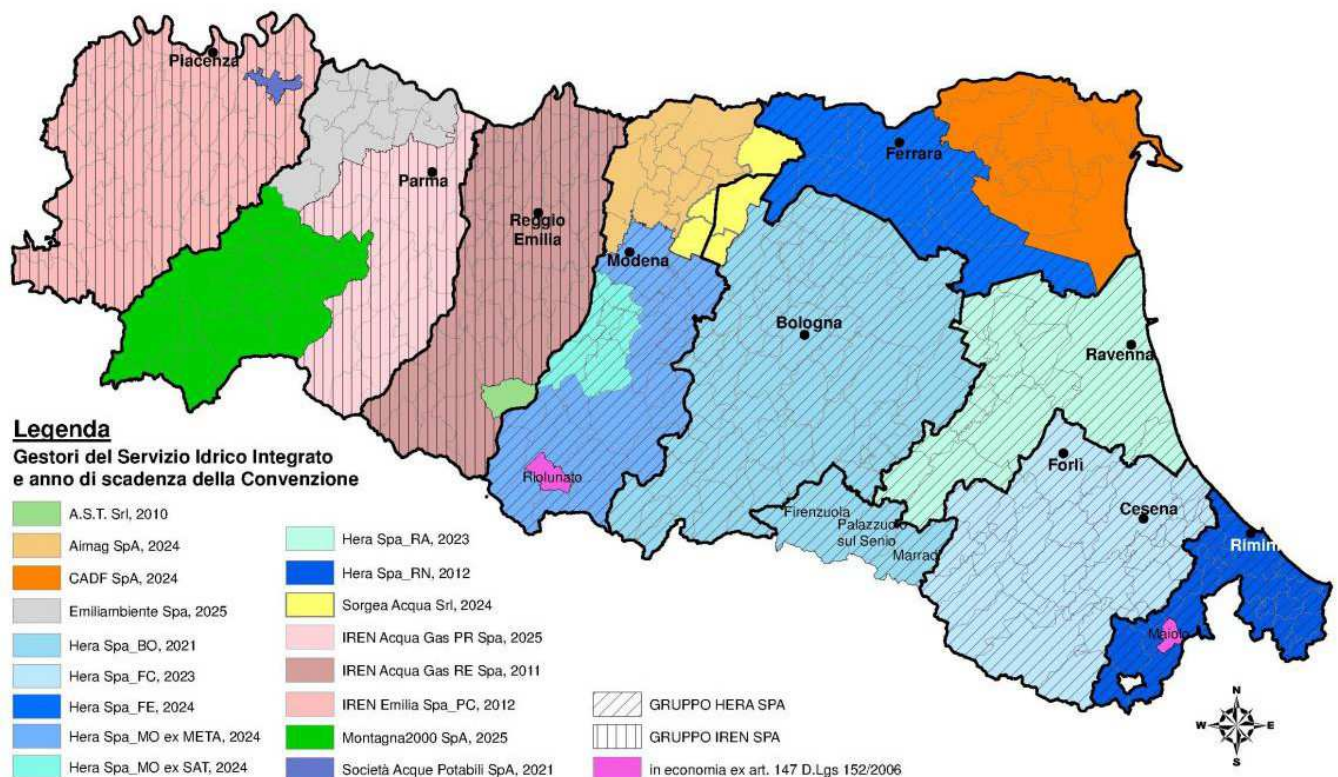 Piacenza
Parma
Reggio
Emilia
Modena
Ferrara
Bologna
Ravenna
Riolunato
Firenzuola
Palazzuolo
sul Senio
Marrad
Forlì
Cesena
Rimini
Maiolo
Legenda
Gestori del Servizio Idrico Integrato
e anno di scadenza della Convenzione
A.S.T. Srl, 2010
Aimag SpA, 2024
CADF SpA, 2024
Emiliambiente Spa, 2025
Hera Spa_BO, 2021
Hera Spa_FC, 2023
Hera Spa_FE, 2024
Hera Spa_MO ex META, 2024
Hera Spa_MO ex SAT, 2024
Hera Spa_RA, 2023
Hera Spa_RN, 2012
Sorgea Acqua Srl, 2024
IREN Acqua Gas PR Spa, 2025
IREN Acqua Gas RE Spa, 2011
IREN Emilia Spa_PC, 2012
Montagna2000 SpA, 2025
Società Acque Potabili SpA, 2021
GRUPPO HERA SPA
GRUPPO IREN SPA
in economia ex art. 147 D.Lgs 152/2006
N
W E
S